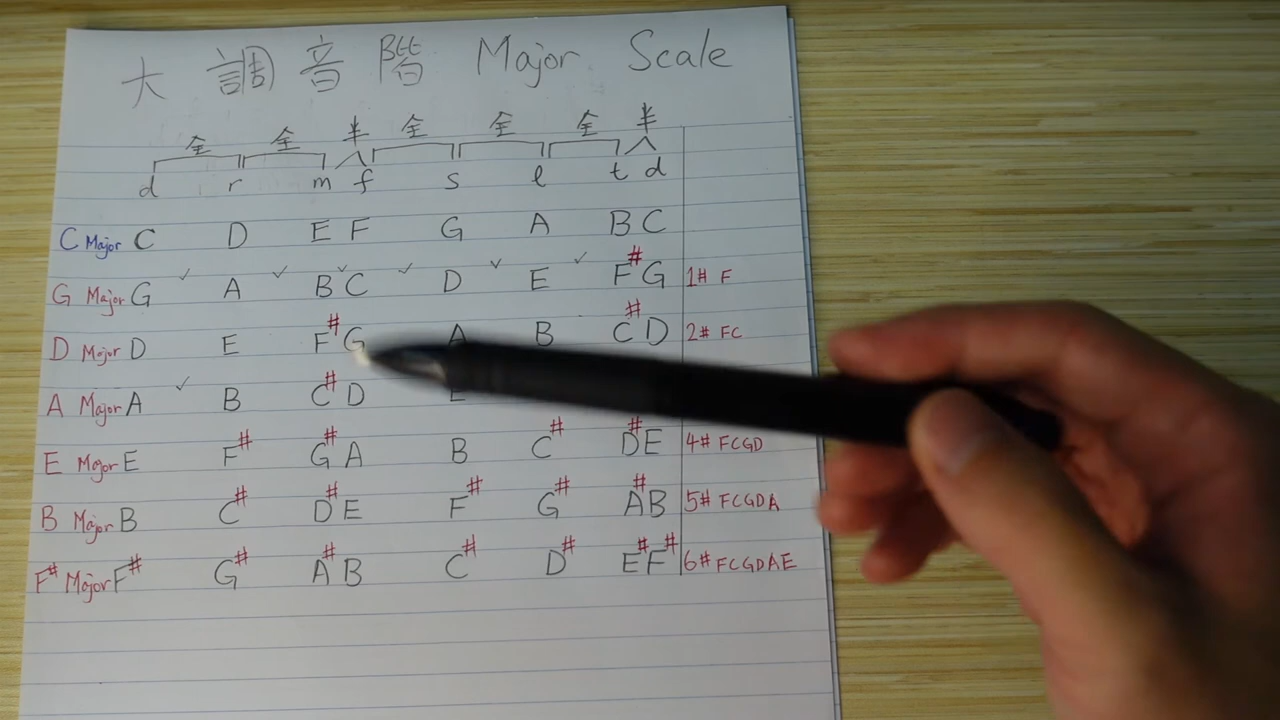 大調音階 Major Scale
全 全 半 全 全 全 半
d r m f s l t d
C Major C D E F G A B C
G Major G ✓ A ✓ B ✓ C ✓ D ✓ E ✓ F# G 1# F
D Major D E F# G A B C# D 2# FC
A Major A ✓ B C# D E
E Major E F# G# A B C# D# E 4# FCGD
B Major B C# D# E F# G# A# B 5# FCGDA
F# Major F# G# A# B C# D# E# F# 6# FCGDAE